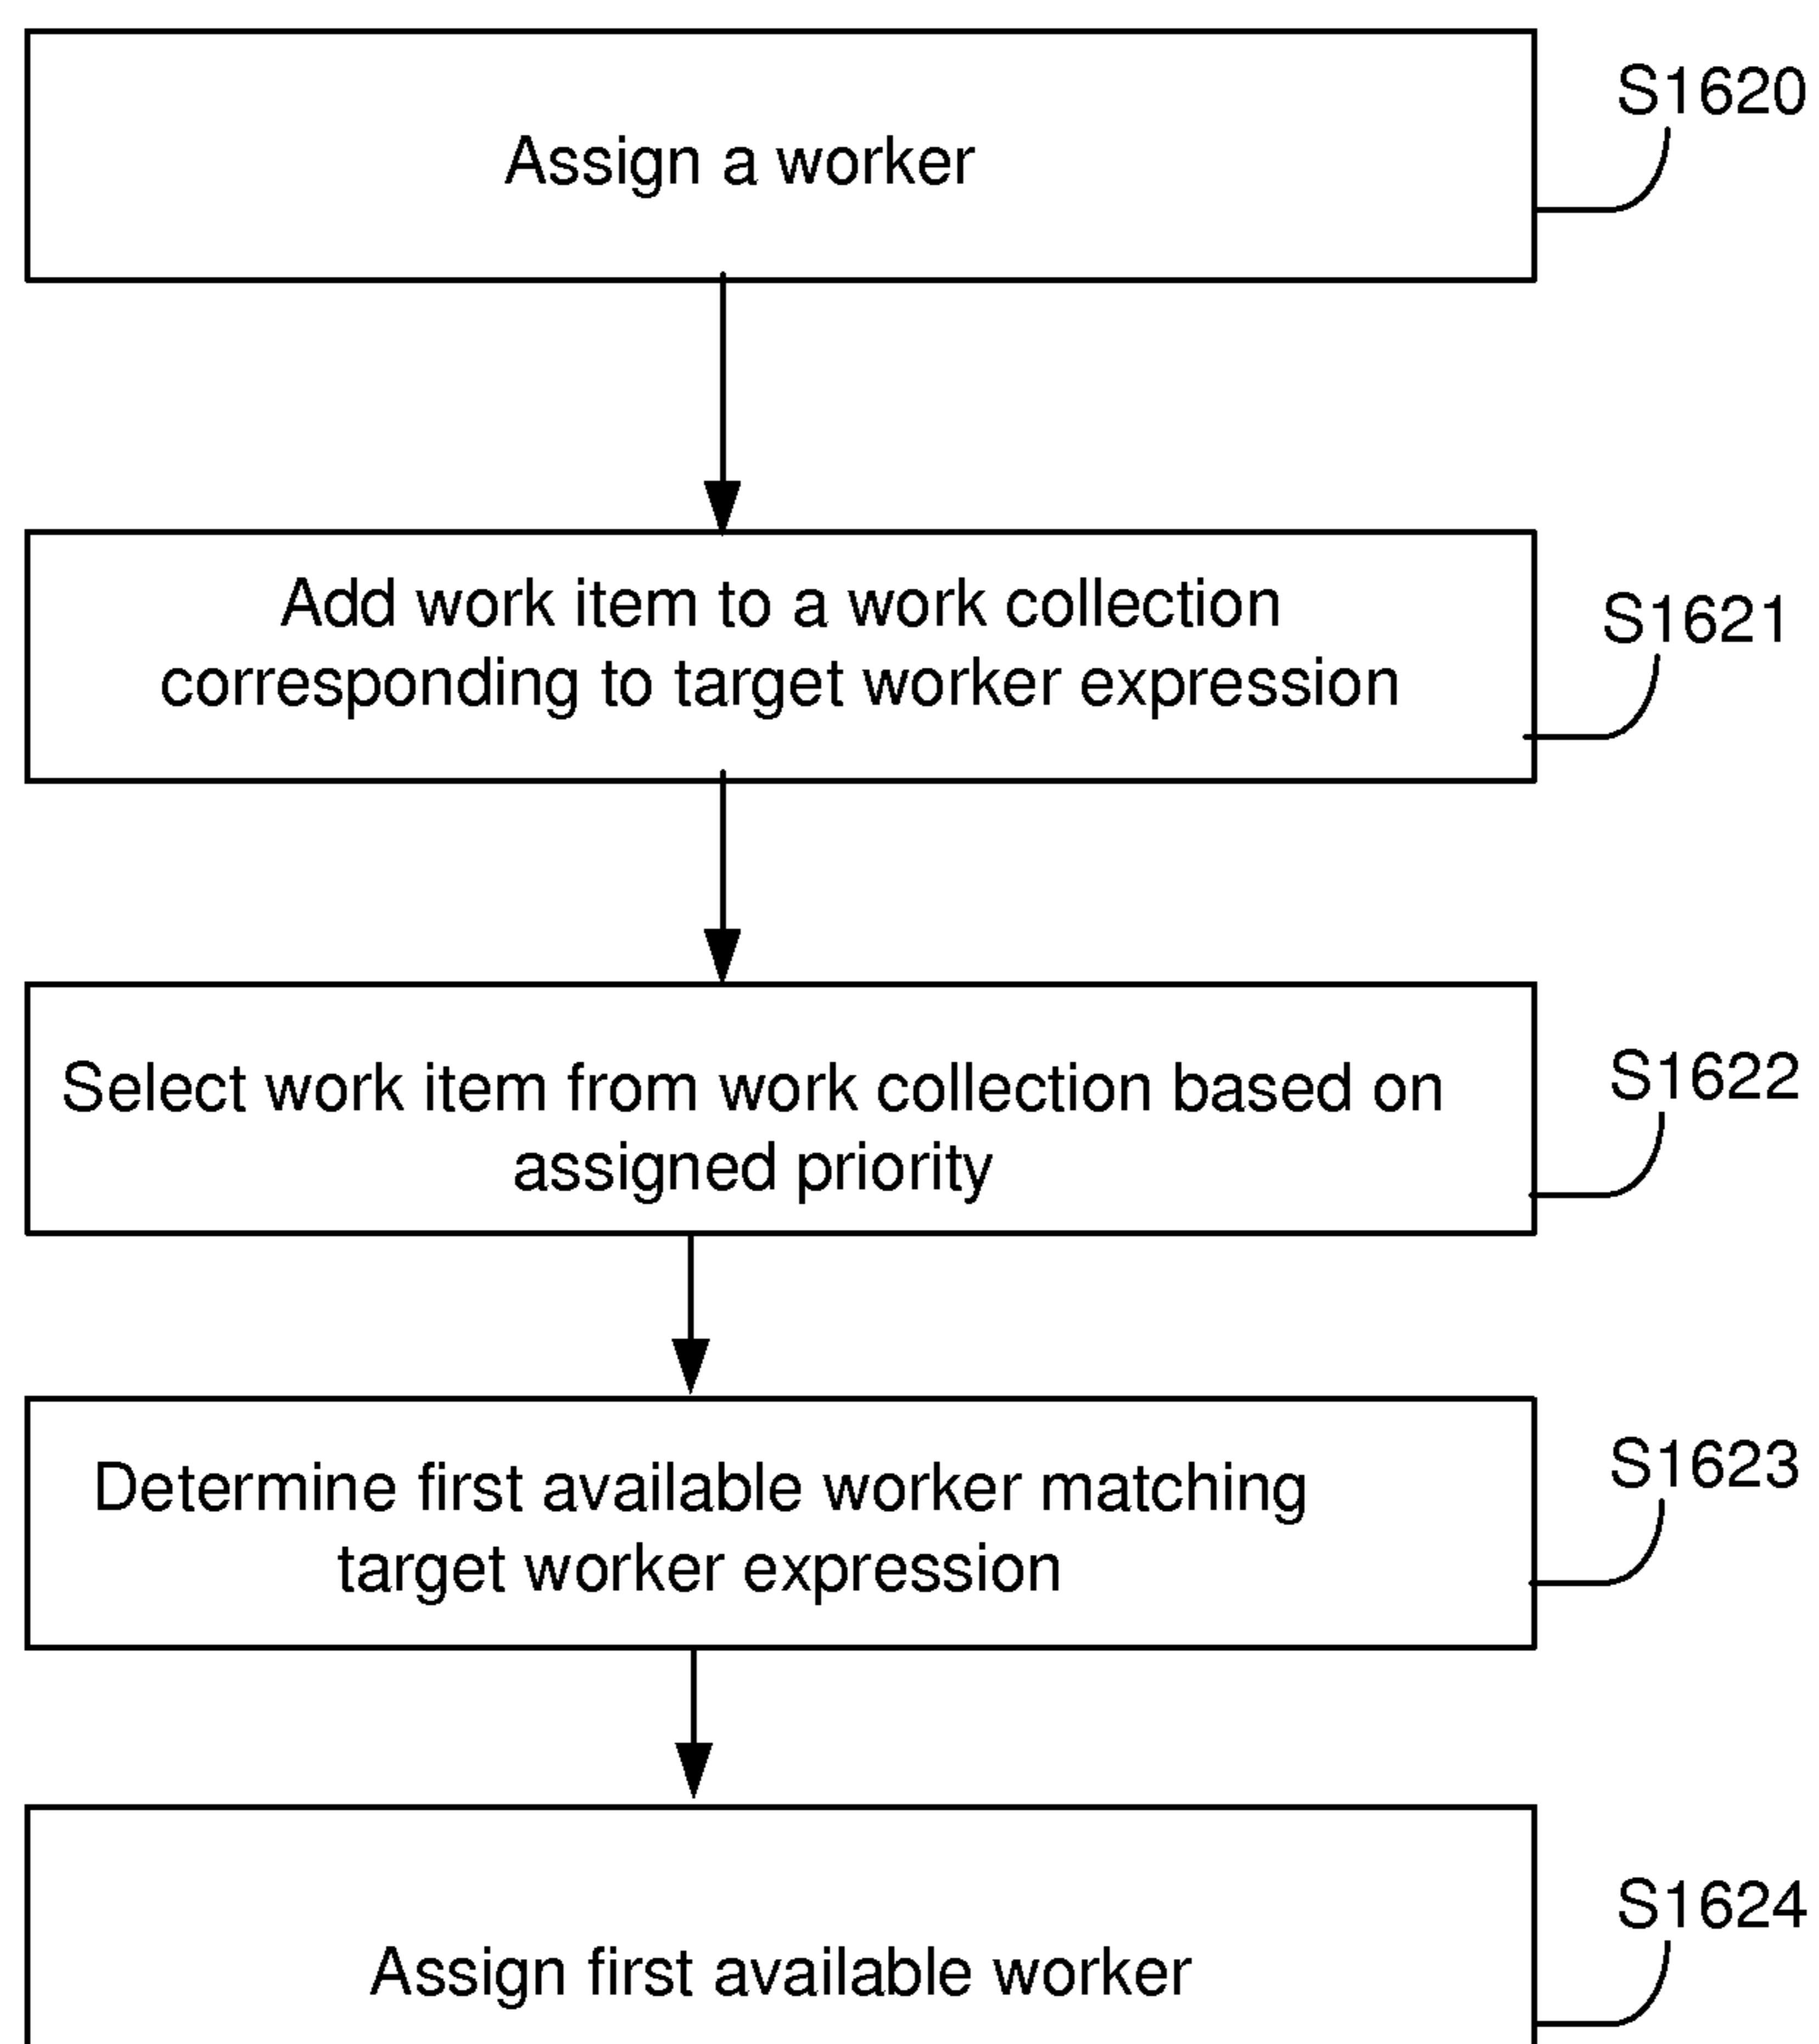 S1620
Assign a worker
Add work item to a work collection
S1621
corresponding to target worker expression
Select work item from work collection based on
S1622
assigned priority
Determine first available worker matching
S1623
target worker expression
S1624
Assign first available worker